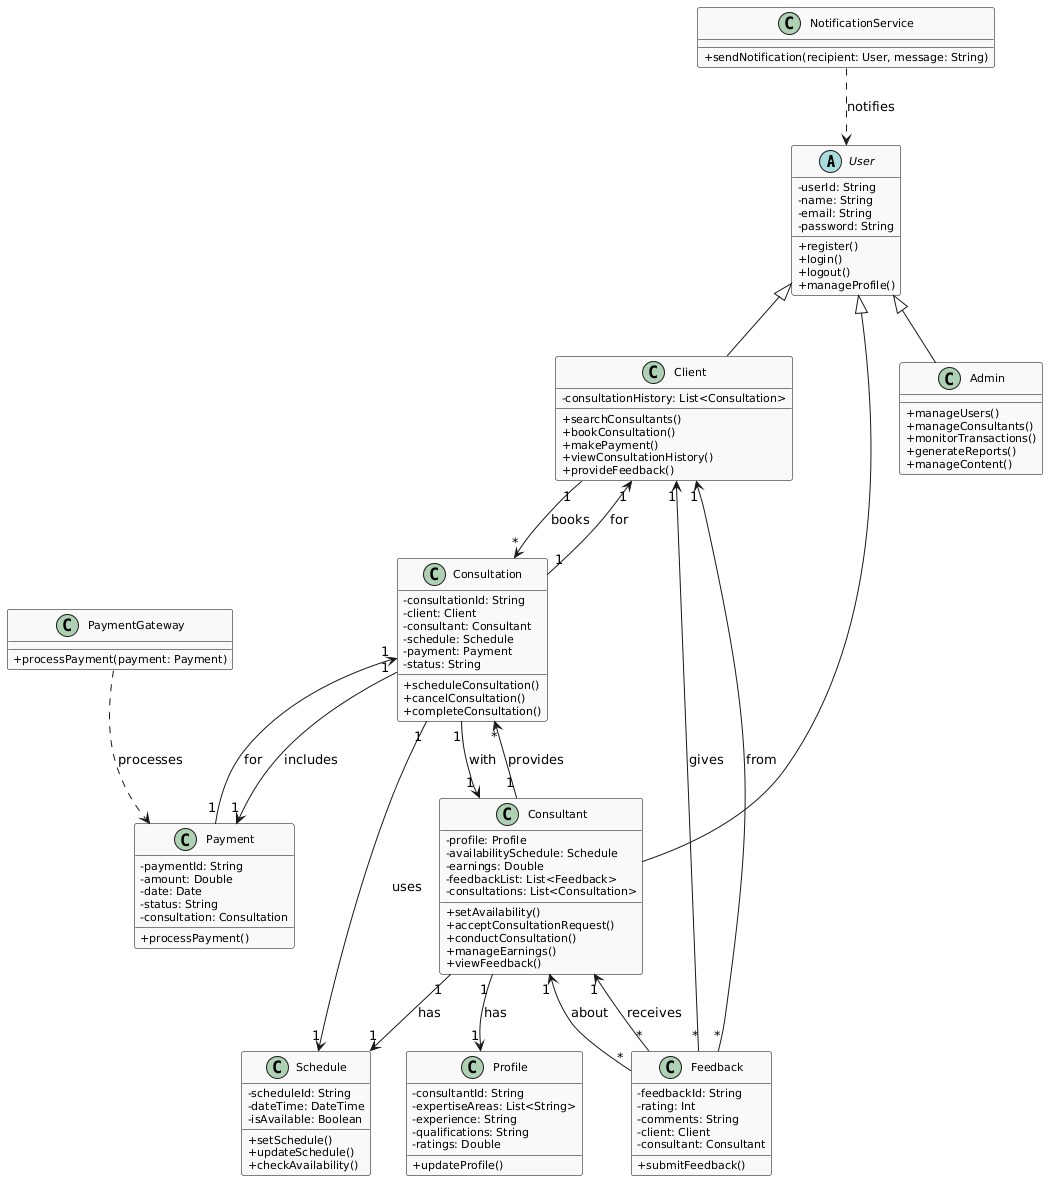 C NotificationService
+sendNotification(recipient: User, message: String)
notifies
A User
-userId: String
-name: String
-email: String
-password: String
+register()
+login()
+logout()
+manageProfile()
C Client
-consultationHistory: List<Consultation>
+searchConsultants()
+bookConsultation()
+makePayment()
+viewConsultationHistory()
+provideFeedback()
C Admin
+manageUsers()
+manageConsultants()
+monitorTransactions()
+generateReports()
+manageContent()
1 1 1 1
books for
* 1
C Consultation
-consultationId: String
-client: Client
-consultant: Consultant
-schedule: Schedule
-payment: Payment
-status: String
+scheduleConsultation()
+cancelConsultation()
+completeConsultation()
C PaymentGateway
+processPayment(payment: Payment)
1
1
1 1 *
processes for includes with provides gives from
1 1 1 1
C Payment
-paymentId: String
-amount: Double
-date: Date
-status: String
-consultation: Consultation
+processPayment()
uses
C Consultant
-profile: Profile
-availabilitySchedule: Schedule
-earnings: Double
-feedbackList: List<Feedback>
-consultations: List<Consultation>
+setAvailability()
+acceptConsultationRequest()
+conductConsultation()
+manageEarnings()
+viewFeedback()
1 1 1 1
has has about receives
1 1 1 * * * *
C Schedule
-scheduleId: String
-dateTime: DateTime
-isAvailable: Boolean
+setSchedule()
+updateSchedule()
+checkAvailability()
C Profile
-consultantId: String
-expertiseAreas: List<String>
-experience: String
-qualifications: String
-ratings: Double
+updateProfile()
C Feedback
-feedbackId: String
-rating: Int
-comments: String
-client: Client
-consultant: Consultant
+submitFeedback()